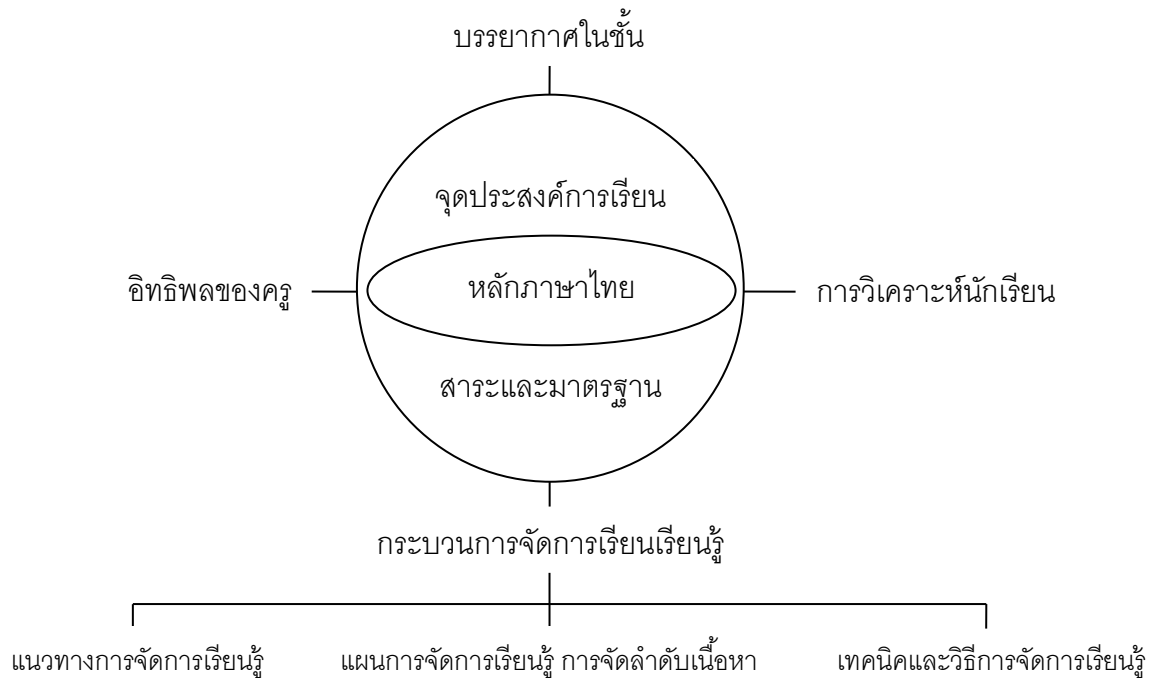 บรรยากาศในชั้น
จุดประสงค์การเรียน
อิทธิพลของครู
หลักภาษาไทย
การวิเคราะห์นักเรียน
สาระและมาตรฐาน
กระบวนการจัดการเรียนเรียนรู้
แนวทางการจัดการเรียนรู้
แผนการจัดการเรียนรู้ การจัดลำดับเนื้อหา
เทคนิคและวิธีการจัดการเรียนรู้